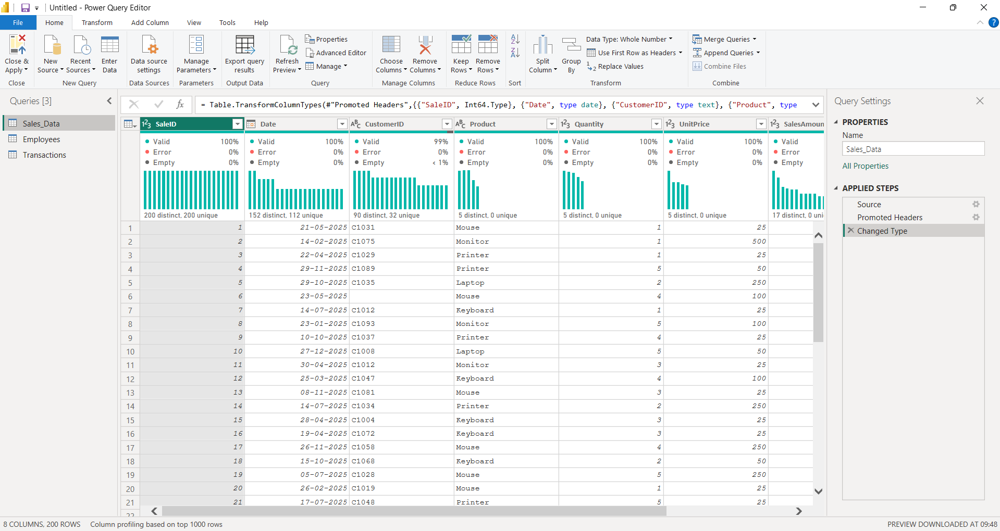 Untitled - Power Query Editor
File Home Transform Add Column View Tools Help
Close & Apply
Close
New Source
Recent Sources
Enter Data
New Query
Data source settings
Data Sources
Manage Parameters
Parameters
Export query results
Output Data
Refresh Preview
Properties
Advanced Editor
Manage
Query
Choose Columns
Remove Columns
Manage Columns
Keep Rows
Remove Rows
Reduce Rows
Sort
Split Column
Group By
Data Type: Whole Number
Use First Row as Headers
Replace Values
Transform
Merge Queries
Append Queries
Combine Files
Combine
Queries [3]
Sales_Data
Employees
Transactions
fx = Table.TransformColumnTypes(#"Promoted Headers",{{"SaleID", Int64.Type}, {"Date", type date}, {"CustomerID", type text}, {"Product", type
SaleID Date CustomerID Product Quantity UnitPrice SalesAmoun
Valid 100% Valid 100% Valid 99% Valid 100% Valid 100% Valid 100% Valid
Error 0% Error 0% Error 0% Error 0% Error 0% Error 0% Error
Empty 0% Empty 0% Empty < 1% Empty 0% Empty 0% Empty 0% Empty
200 distinct, 200 unique 152 distinct, 112 unique 90 distinct, 32 unique 5 distinct, 0 unique 5 distinct, 0 unique 5 distinct, 0 unique 17 distinct, 0 uni
1 1 21-05-2025 C1031 Mouse 1 25
2 2 14-02-2025 C1075 Monitor 1 500
3 3 22-04-2025 C1029 Printer 1 25
4 4 29-11-2025 C1089 Printer 5 50
5 5 29-10-2025 C1035 Laptop 2 250
6 6 23-05-2025 Mouse 4 100
7 7 14-07-2025 C1012 Keyboard 1 25
8 8 23-01-2025 C1093 Monitor 5 100
9 9 10-10-2025 C1037 Printer 4 25
10 10 27-12-2025 C1008 Laptop 5 50
11 11 30-04-2025 C1012 Monitor 3 25
12 12 25-03-2025 C1047 Keyboard 4 100
13 13 08-11-2025 C1081 Mouse 3 25
14 14 14-07-2025 C1034 Printer 2 250
15 15 28-04-2025 C1004 Keyboard 3 25
16 16 19-04-2025 C1072 Keyboard 3 25
17 17 26-11-2025 C1058 Mouse 4 250
18 18 15-10-2025 C1068 Keyboard 2 50
19 19 05-07-2025 C1028 Mouse 5 250
20 20 26-02-2025 C1019 Mouse 1 25
21 21 17-07-2025 C1048 Printer 5 25
22
Query Settings
PROPERTIES
Name
Sales_Data
All Properties
APPLIED STEPS
Source
Promoted Headers
Changed Type
8 COLUMNS, 200 ROWS Column profiling based on top 1000 rows
PREVIEW DOWNLOADED AT 09:48